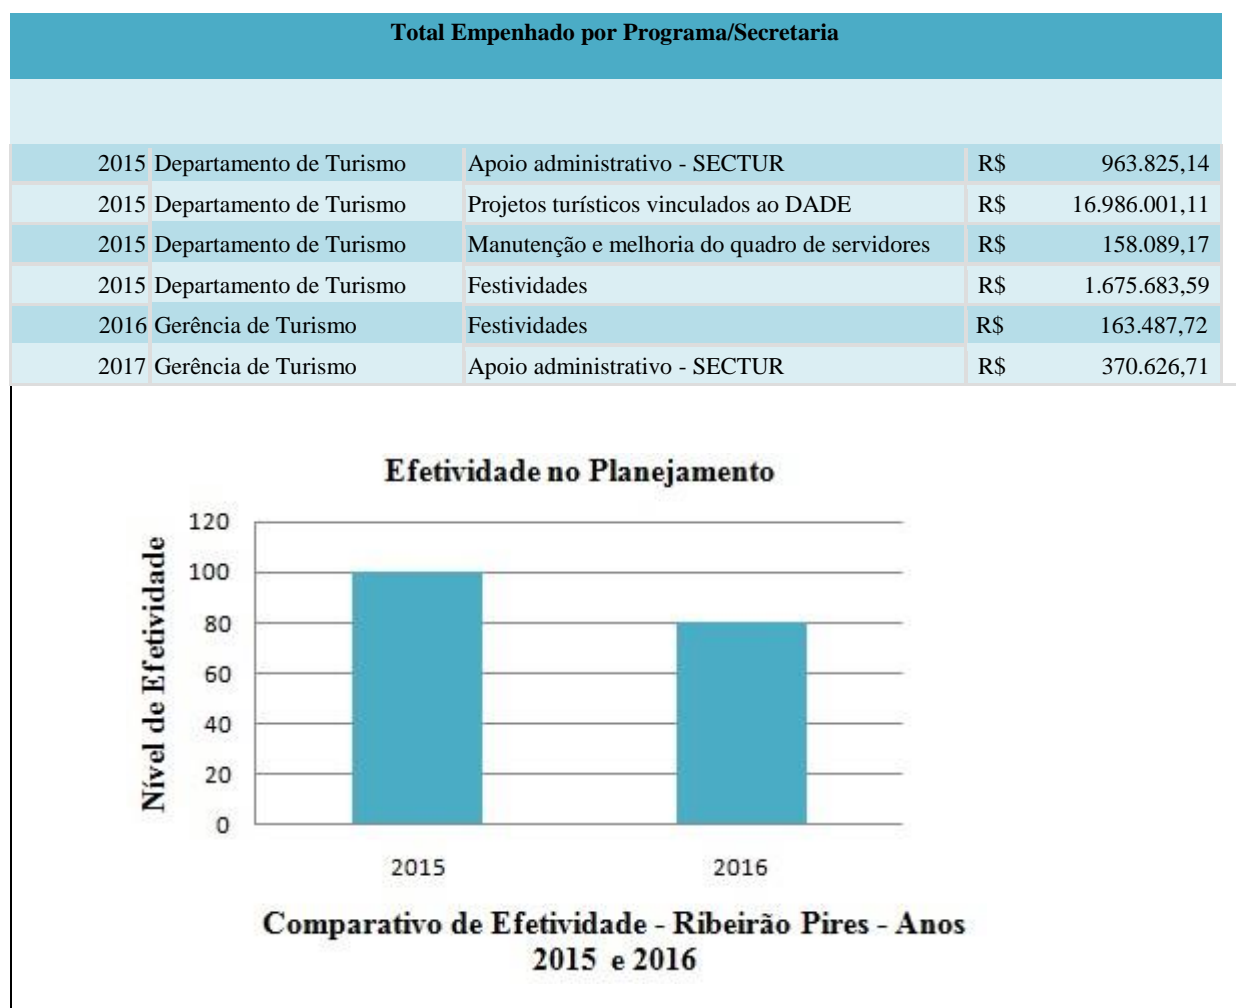 Total Empenhado por Programa/Secretaria
2015 Departamento de Turismo Apoio administrativo - SECTUR R$ 963.825,14
2015 Departamento de Turismo Projetos turísticos vinculados ao DADE R$ 16.986.001,11
2015 Departamento de Turismo Manutenção e melhoria do quadro de servidores R$ 158.089,17
2015 Departamento de Turismo Festividades R$ 1.675.683,59
2016 Gerência de Turismo Festividades R$ 163.487,72
2017 Gerência de Turismo Apoio administrativo - SECTUR R$ 370.626,71
Efetividade no Planejamento
Nível de Efetividade
120
100
80
60
40
20
0
2015 2016
Comparativo de Efetividade - Ribeirão Pires - Anos
2015 e 2016